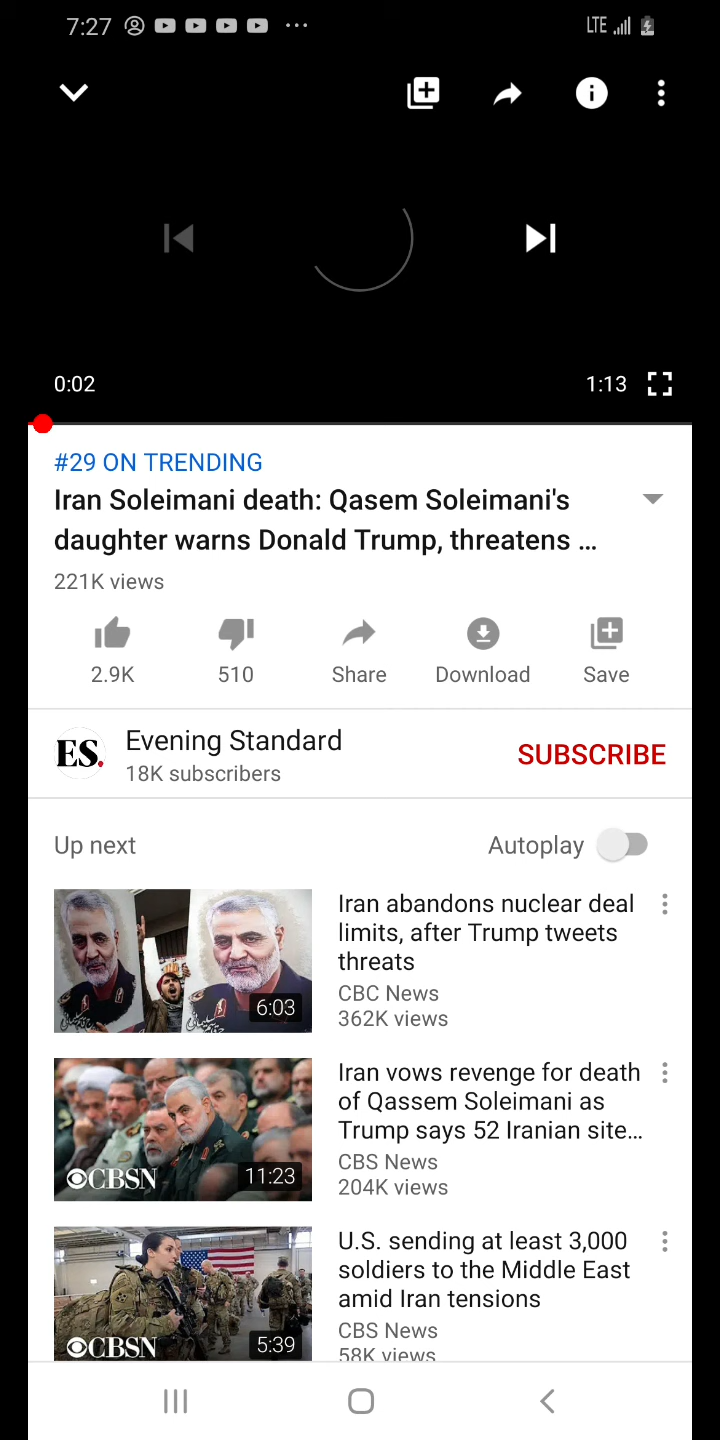 7:27 LTE
0:02 1:13
#29 ON TRENDING
Iran Soleimani death: Qasem Soleimani's
daughter warns Donald Trump, threatens ...
221K views
2.9K 510 Share Download Save
ES. Evening Standard
18K subscribers
SUBSCRIBE
Up next Autoplay
6:03
Iran abandons nuclear deal
limits, after Trump tweets
threats
CBC News
362K views
CBSN 11:23
Iran vows revenge for death
of Qassem Soleimani as
Trump says 52 Iranian site...
CBS News
204K views
CBSN 5:39
U.S. sending at least 3,000
soldiers to the Middle East
amid Iran tensions
CBS News
58K views